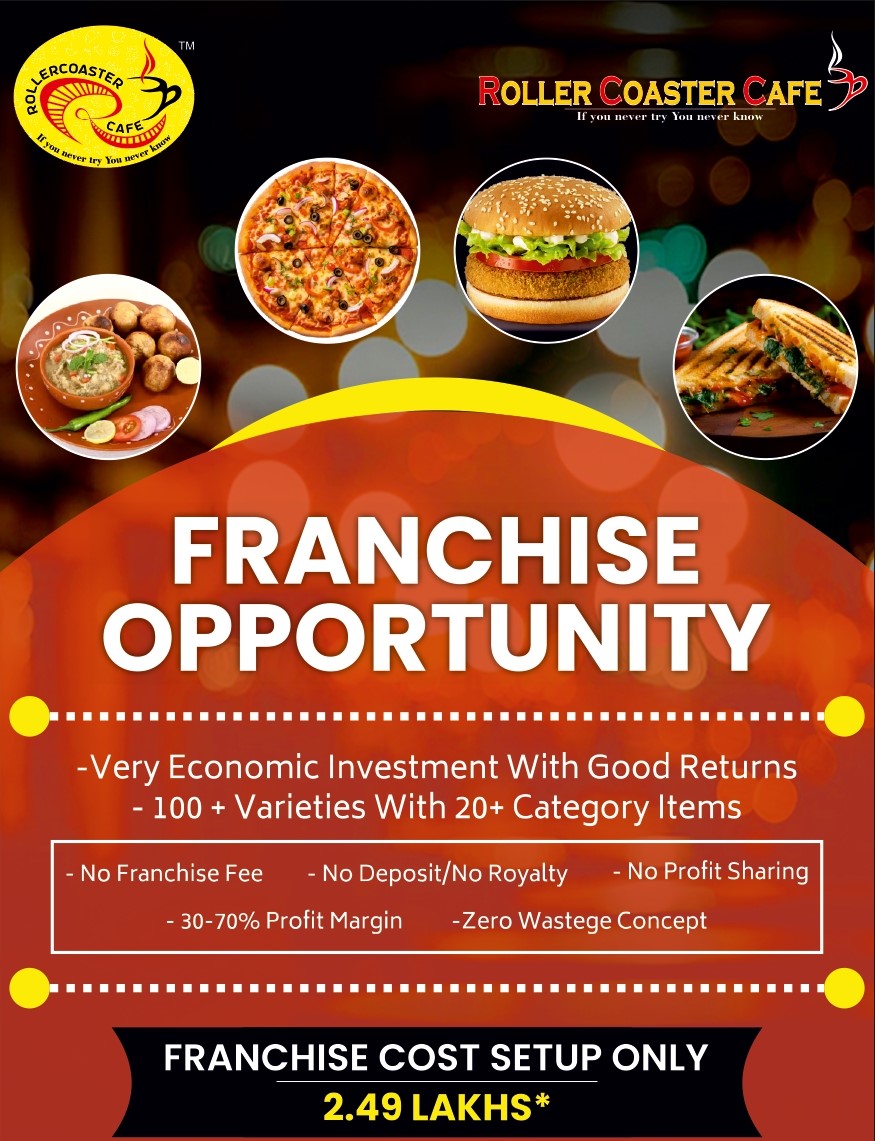 ROLLERCOASTER
CAFE
If you never try You never know
TM
ROLLER COASTER CAFE
If you never try You never know
FRANCHISE
OPPORTUNITY
-Very Economic Investment With Good Returns
- 100 + Varieties With 20+ Category Items
- No Franchise Fee - No Deposit/No Royalty - No Profit Sharing
- 30-70% Profit Margin -Zero Wastege Concept
FRANCHISE COST SETUP ONLY
2.49 LAKHS*